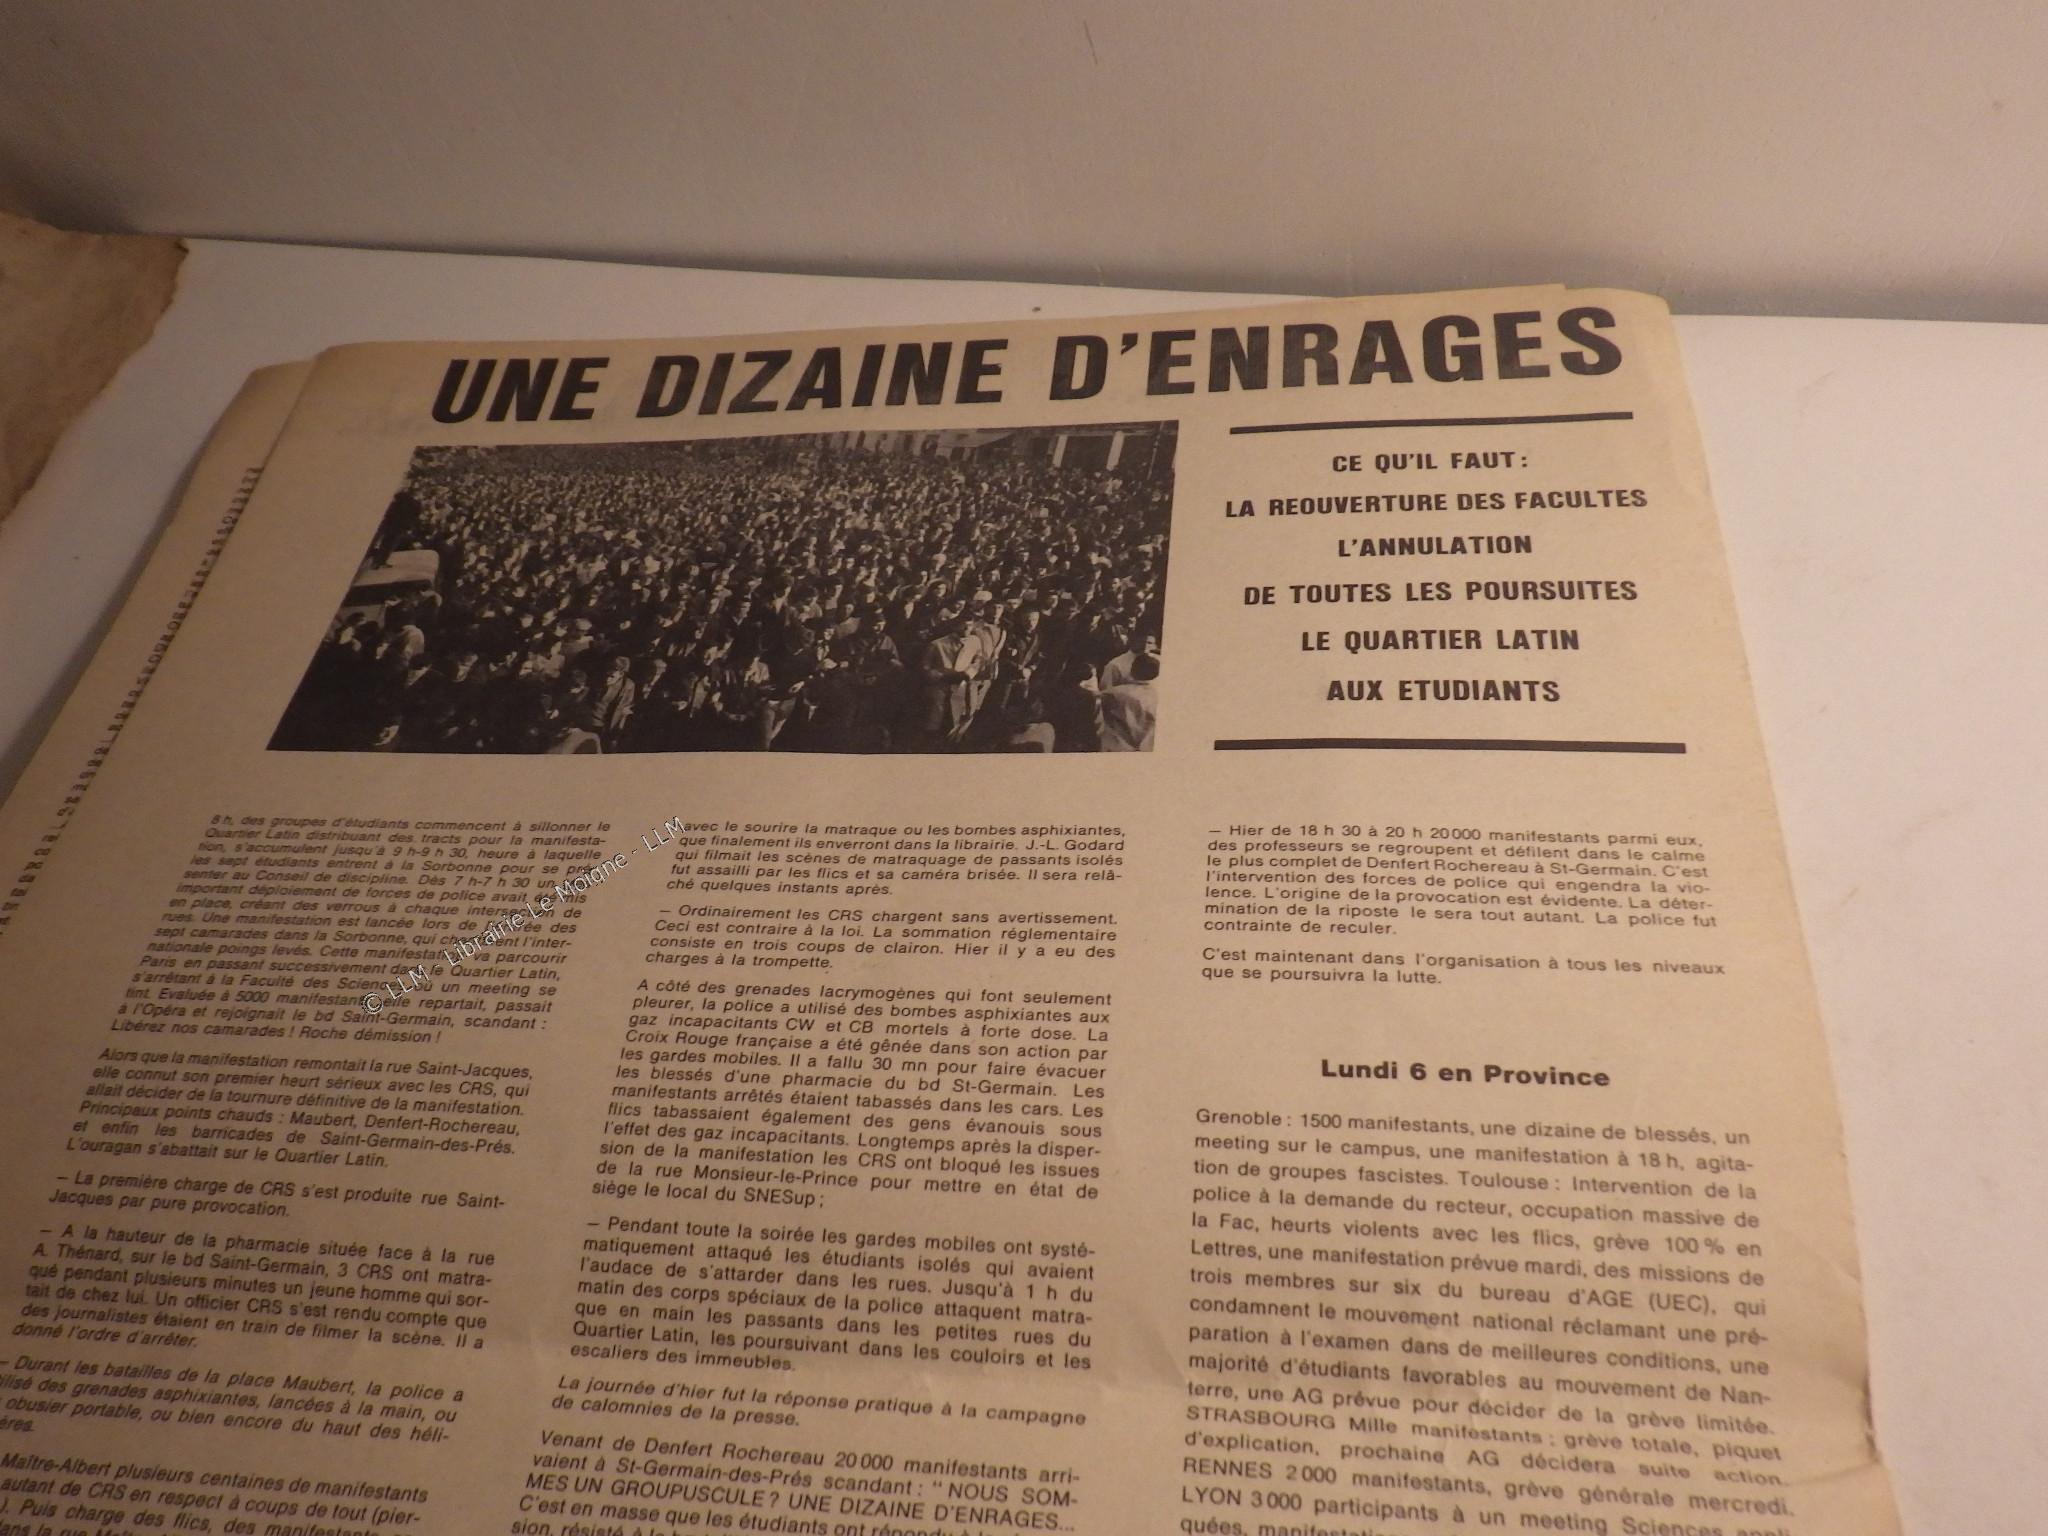 UNE DIZAINE D'ENRAGES
CE QU'IL FAUT :
LA REOUVERTURE DES FACULTES
L'ANNULATION
DE TOUTES LES POURSUITES
LE QUARTIER LATIN
AUX ETUDIANTS
8 h, des groupes d'étudiants commencent à sillonner le
Quartier Latin distribuant des tracts pour la manifesta-
tion, s'accumulent jusqu'à 9 h-9 h 30, heure à laquelle
les sept étudiants entrent à la Sorbonne pour se pré-
senter au Conseil de discipline. Dès 7 h-7 h 30 un
important déploiement de forces de police avait été mis
en place, créant des verrous à chaque intersection de
rues. Une manifestation est lancée lors de l'entrée des
sept camarades dans la Sorbonne, qui chantent l'inter-
nationale poings levés. Cette manifestation va parcourir
Paris en passant successivement dans le Quartier Latin,
s'arrêtant à la Faculté des Sciences où un meeting se
tint. Evaluée à 5000 manifestants elle repartait, passait
à l'Opéra et rejoignait le bd Saint-Germain, scandant :
Libérez nos camarades ! Roche démission !
Alors que la manifestation remontait la rue Saint-Jacques,
elle connut son premier heurt sérieux avec les CRS, qui
allait décider de la tournure définitive de la manifestation.
Principaux points chauds : Maubert, Denfert-Rochereau,
et enfin les barricades de Saint-Germain-des-Prés.
L'ouragan s'abattait sur le Quartier Latin.
— La première charge de CRS s'est produite rue Saint-
Jacques par pure provocation.
— A la hauteur de la pharmacie située face à la rue
A. Thénard, sur le bd Saint-Germain, 3 CRS ont matra-
qué pendant plusieurs minutes un jeune homme qui sor-
tait de chez lui. Un officier CRS s'est rendu compte que
des journalistes étaient en train de filmer la scène. Il a
donné l'ordre d'arrêter.
— Durant les batailles de la place Maubert, la police a
des grenades asphixiantes, lancées à la main, ou
obusier portable, ou bien encore du haut des héli-
Maître-Albert plusieurs centaines de manifestants
autant de CRS en respect à coups de tout (pier-
Puis charge des flics, des manifestants
avec le sourire la matraque ou les bombes asphixiantes,
que finalement ils enverront dans la librairie. J.-L. Godard
qui filmait les scènes de matraquage de passants isolés
fut assailli par les flics et sa caméra brisée. Il sera relâ-
ché quelques instants après.
— Ordinairement les CRS chargent sans avertissement.
Ceci est contraire à la loi. La sommation réglementaire
consiste en trois coups de clairon. Hier il y a eu des
charges à la trompette.
A côté des grenades lacrymogènes qui font seulement
pleurer, la police a utilisé des bombes asphixiantes aux
gaz incapacitants CW et CB mortels à forte dose. La
Croix Rouge française a été gênée dans son action par
les gardes mobiles. Il a fallu 30 mn pour faire évacuer
les blessés d'une pharmacie du bd St-Germain. Les
manifestants arrêtés étaient tabassés dans les cars. Les
flics tabassaient également des gens évanouis sous
l'effet des gaz incapacitants. Longtemps après la disper-
sion de la manifestation les CRS ont bloqué les issues
de la rue Monsieur-le-Prince pour mettre en état de
siège le local du SNESup ;
— Pendant toute la soirée les gardes mobiles ont systé-
matiquement attaqué les étudiants isolés qui avaient
l'audace de s'attarder dans les rues. Jusqu'à 1 h du
matin des corps spéciaux de la police attaquent matra-
que en main les passants dans les petites rues du
Quartier Latin, les poursuivant dans les couloirs et les
escaliers des immeubles.
La journée d'hier fut la réponse pratique à la campagne
de calomnies de la presse.
Venant de Denfert Rochereau 20 000 manifestants arri-
vaient à St-Germain-des-Prés scandant : " NOUS SOM-
MES UN GROUPUSCULE ? UNE DIZAINE D'ENRAGES...
C'est en masse que les étudiants ont répondu à la
sion, résisté à la
— Hier de 18 h 30 à 20 h 20 000 manifestants parmi eux,
des professeurs se regroupent et défilent dans le calme
le plus complet de Denfert Rochereau à St-Germain. C'est
l'intervention des forces de police qui engendra la vio-
lence. L'origine de la provocation est évidente. La déter-
mination de la riposte le sera tout autant. La police fut
contrainte de reculer.
C'est maintenant dans l'organisation à tous les niveaux
que se poursuivra la lutte.
Lundi 6 en Province
Grenoble : 1500 manifestants, une dizaine de blessés, un
meeting sur le campus, une manifestation à 18 h, agita-
tion de groupes fascistes. Toulouse : Intervention de la
police à la demande du recteur, occupation massive de
la Fac, heurts violents avec les flics, grève 100 % en
Lettres, une manifestation prévue mardi, des missions de
trois membres sur six du bureau d'AGE (UEC), qui
condamnent le mouvement national réclamant une pré-
paration à l'examen dans de meilleures conditions, une
majorité d'étudiants favorables au mouvement de Nan-
terre, une AG prévue pour décider de la grève limitée.
STRASBOURG Mille manifestants : grève totale, piquet
d'explication, prochaine AG décidera suite action.
RENNES 2 000 manifestants, grève générale mercredi.
LYON 3 000 participants à un meeting Sciences appli-
quées,
© LLM - Librairie Le Moigne - LLM